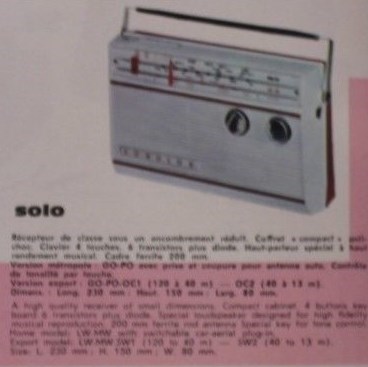 solo
Récepteur de classe sous un encombrement réduit. Coffret « compact » poli-
choc. Clavier 4 touches. 6 transistors plus diode. Haut-parleur spécial à haut
rendement musical. Cadre ferrite 200 mm.
Version métropole : GO-PO avec prise et coupure pour antenne auto. Contrôle
de tonalité par touche.
Version export : GO-PO-OC1 (120 à 40 m) — OC2 (40 à 13 m).
Dimens. : Long. 230 mm : Haut. 150 mm : Larg. 80 mm.
A high quality receiver of small dimensions. Compact cabinet. 4 buttons key
board 6 transistors plus diode. Special loudspeaker designed for high fidelity
musical reproduction. 200 mm ferrite rod antenna Special key for tone control.
Home model: LW.MW with switchable car-aerial plug-in.
Export model: LW.MW.SW1 (120 to 40 m) — SW2 (40 to 13 m).
Size: L. 230 mm : H. 150 mm : W. 80 mm.